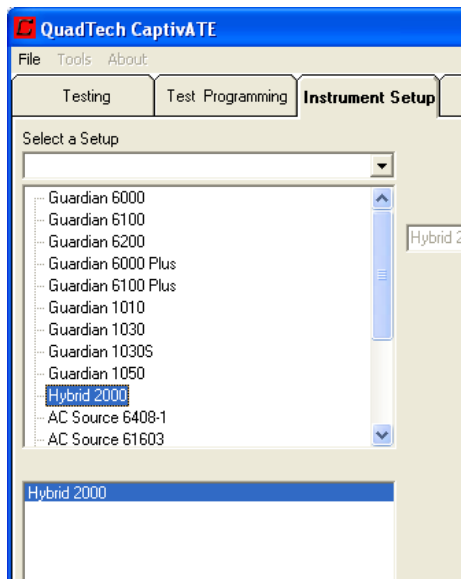 QuadTech CaptivATE
File Tools About
Testing Test Programming Instrument Setup
Select a Setup
Guardian 6000
Guardian 6100
Guardian 6200
Guardian 6000 Plus
Guardian 6100 Plus
Guardian 1010
Guardian 1030
Guardian 1030S
Guardian 1050
Hybrid 2000
AC Source 6408-1
AC Source 61603
Hybrid
Hybrid 2000